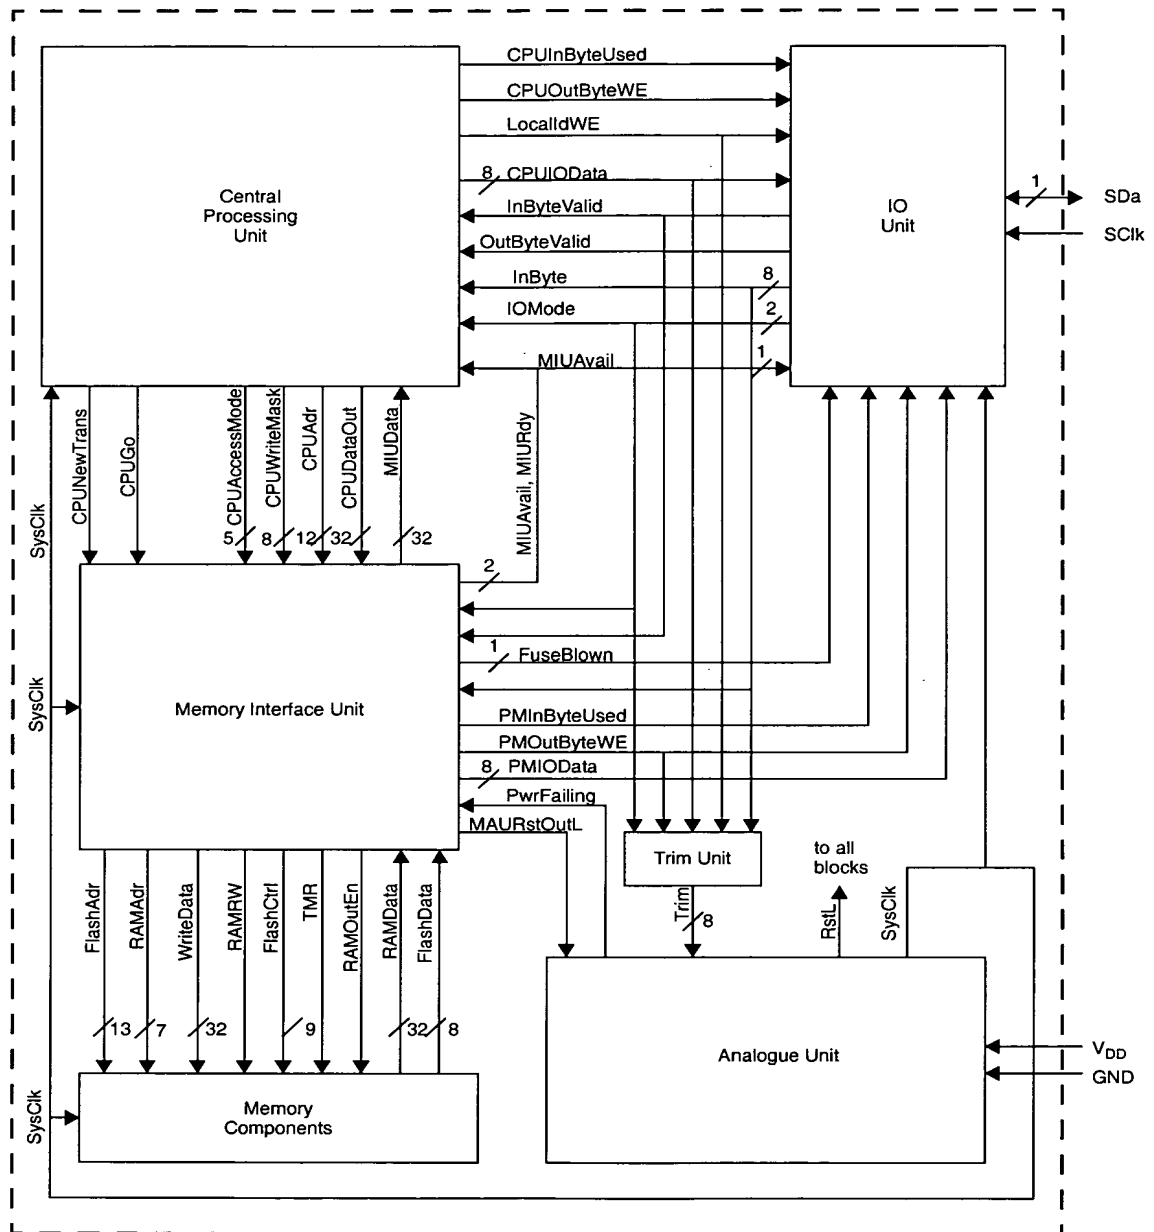 CPUInByteUsed
CPUOutByteWE
LocalIdWE
8 CPUIOData
InByteValid
OutByteValid
InByte
8
IOMode
2
MIUAvail
1
Central
Processing
Unit
IO
Unit
1
SDa
SClk
CPUNewTrans
CPUGo
CPUAccessMode
CPUWriteMask
CPUAdr
CPUDataOut
MIUData
MIUAvail, MIURdy
5
8
12
32
32
SysClk
2
1
FuseBlown
SysClk
Memory Interface Unit
PMInByteUsed
PMOutByteWE
8 PMIOData
PwrFailing
MAURstOutL
Trim Unit
to all
blocks
FlashAdr
RAMAdr
WriteData
RAMRW
FlashCtrl
TMR
RAMOutEn
RAMData
FlashData
Trim
8
RstL
SysClk
13
7
32
9
32
8
Analogue Unit
VDD
GND
SysClk
Memory
Components